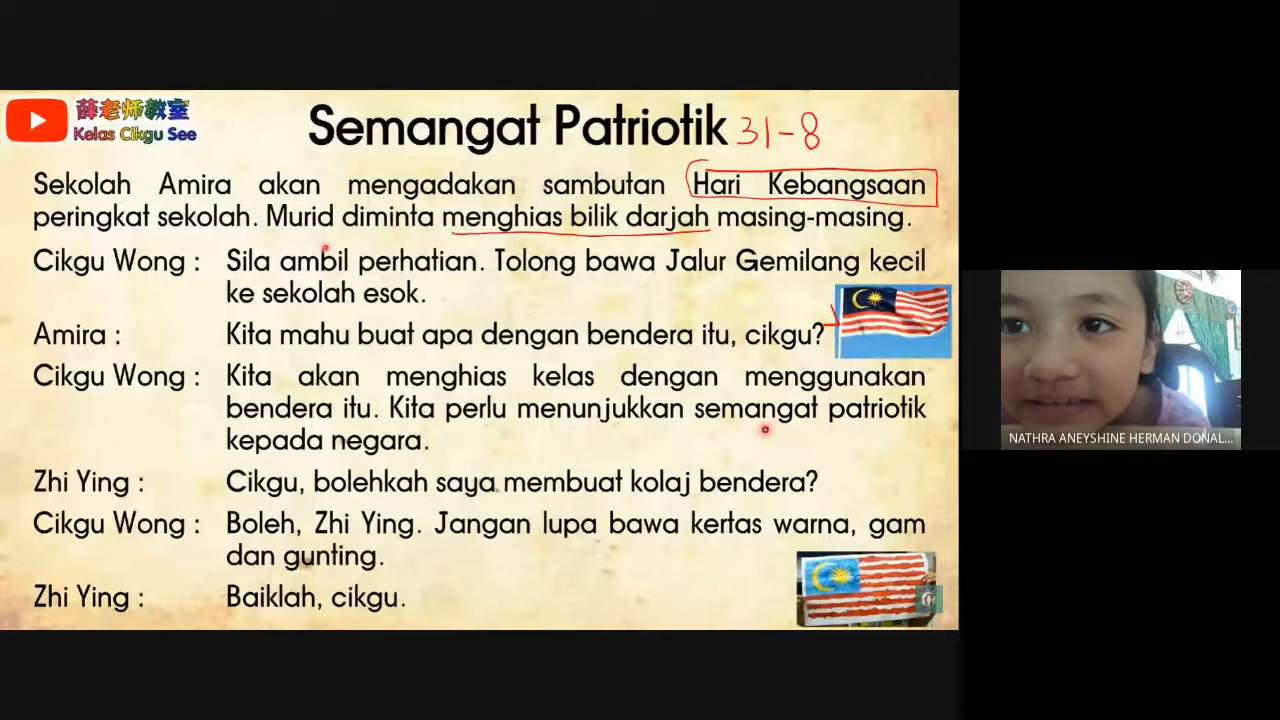 薛老师教室
Kelas Cikgu See
Semangat Patriotik 31-8
Sekolah Amira akan mengadakan sambutan Hari Kebangsaan
peringkat sekolah. Murid diminta menghias bilik darjah masing-masing.
Cikgu Wong : Sila ambil perhatian. Tolong bawa Jalur Gemilang kecil
ke sekolah esok.
Amira : Kita mahu buat apa dengan bendera itu, cikgu?
Cikgu Wong : Kita akan menghias kelas dengan menggunakan
bendera itu. Kita perlu menunjukkan semangat patriotik
kepada negara.
Zhi Ying : Cikgu, bolehkah saya membuat kolaj bendera?
Cikgu Wong : Boleh, Zhi Ying. Jangan lupa bawa kertas warna, gam
dan gunting.
Zhi Ying : Baiklah, cikgu.
NATHRA ANEYSHINE HERMAN DONAL...